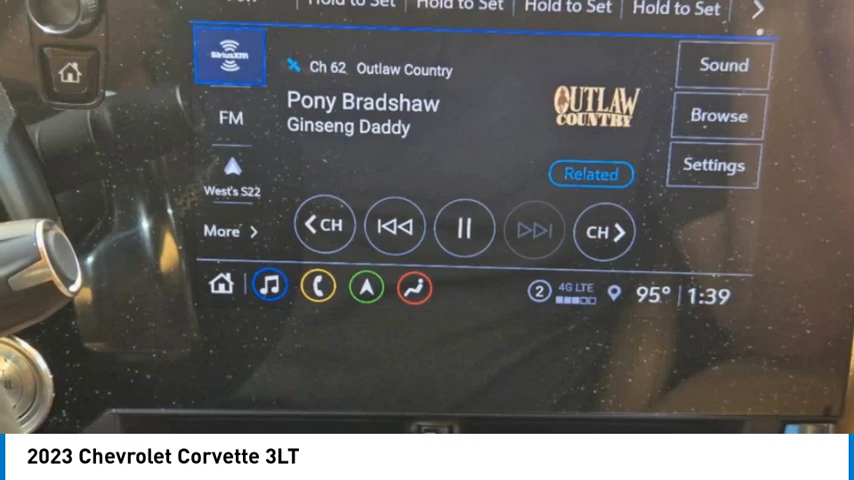 Hold to Set Hold to Set Hold to Set Hold to Set
SiriusXM
Ch 62 Outlaw Country
Sound
Pony Bradshaw
OUTLAW
COUNTRY
FM
Ginseng Daddy
Browse
West's S22
Related
Settings
More
CH
CH
2
4G LTE
95° 1:39
2023 Chevrolet Corvette 3LT